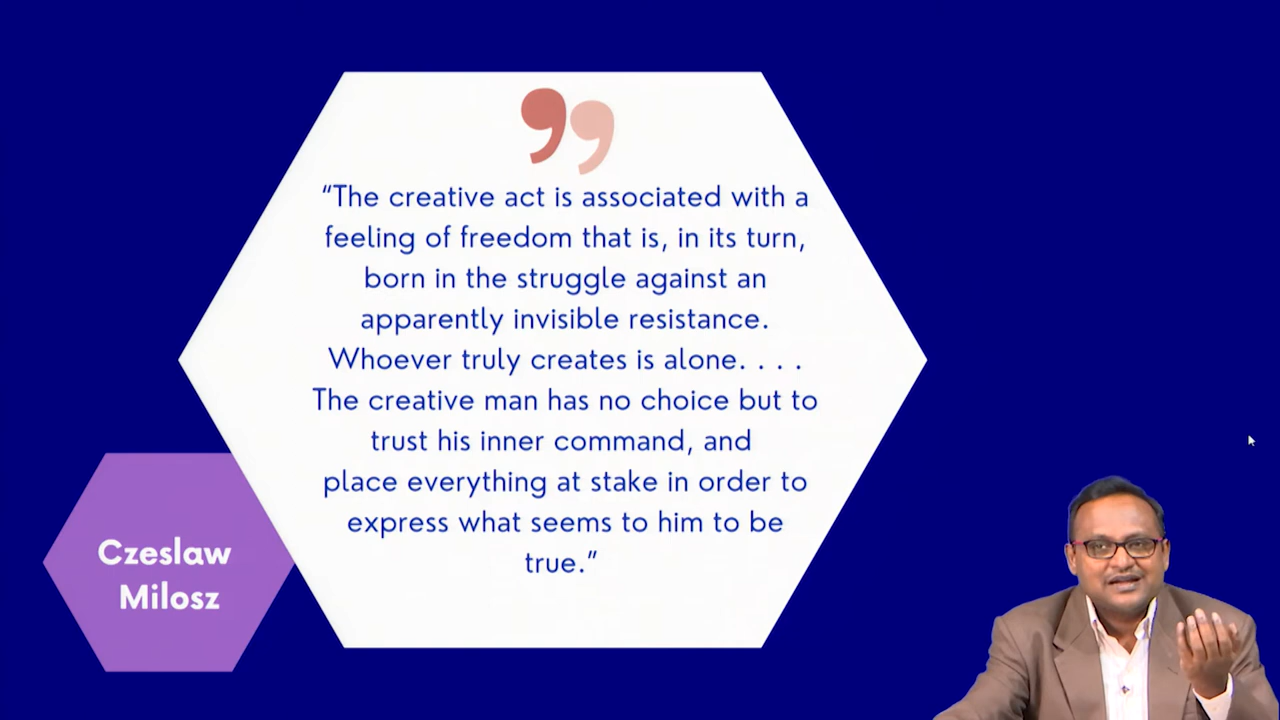 “The creative act is associated with a
feeling of freedom that is, in its turn,
born in the struggle against an
apparently invisible resistance.
Whoever truly creates is alone. . . .
The creative man has no choice but to
trust his inner command, and
place everything at stake in order to
express what seems to him to be
true.”
Czeslaw
Milosz